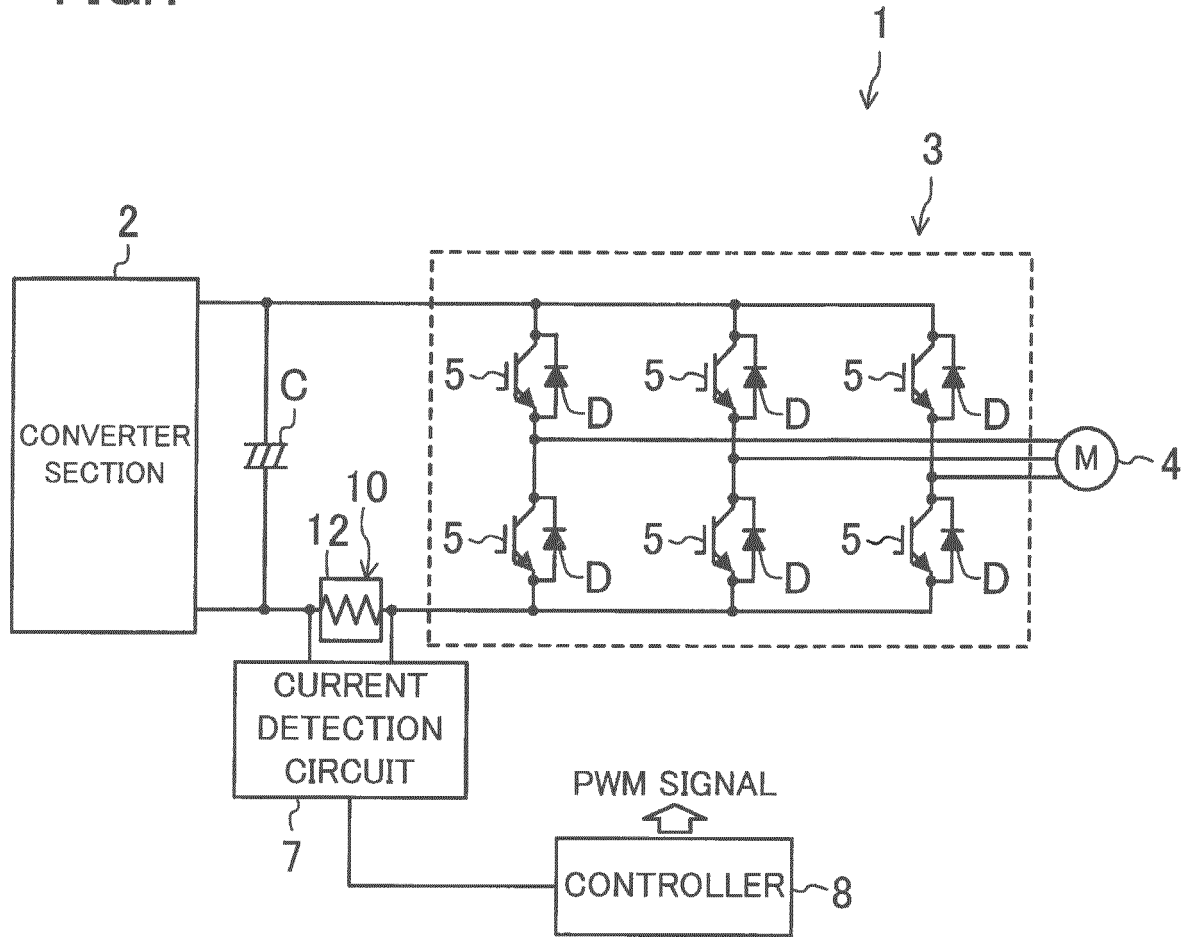 1
3
2
5 D 5 D 5 D
C
CONVERTER
SECTION
M 4
10
12
5 D 5 D 5 D
CURRENT
DETECTION
CIRCUIT
7
PWM SIGNAL
CONTROLLER 8